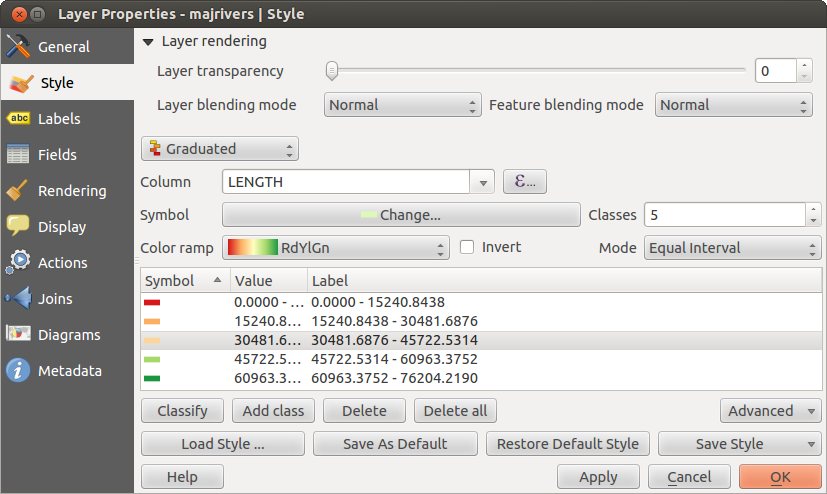 Layer Properties - majrivers | Style
General
Style
abc Labels
Fields
Rendering
Display
Actions
Joins
Diagrams
Metadata
Layer rendering
Layer transparency 0
Layer blending mode Normal Feature blending mode Normal
Graduated
Column LENGTH ε...
Symbol Change... Classes 5
Color ramp RdYlGn Invert Mode Equal Interval
Symbol Value Label
0.0000 - ... 0.0000 - 15240.8438
15240.8... 15240.8438 - 30481.6876
30481.6... 30481.6876 - 45722.5314
45722.5... 45722.5314 - 60963.3752
60963.3... 60963.3752 - 76204.2190
Classify Add class Delete Delete all Advanced
Load Style ... Save As Default Restore Default Style Save Style
Help Apply Cancel OK